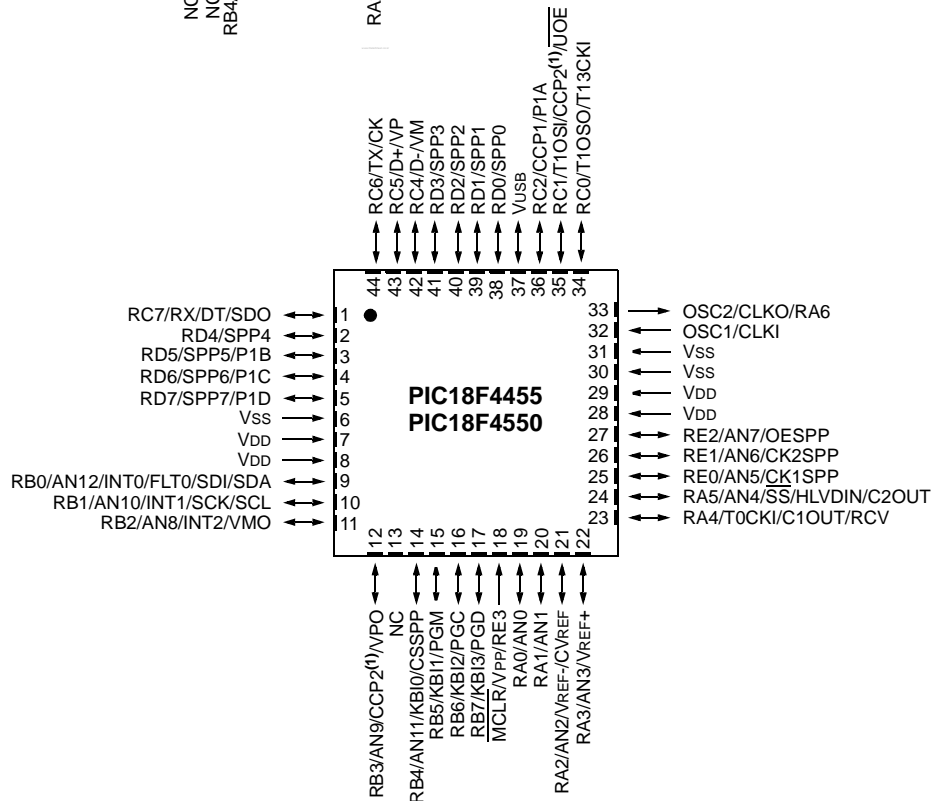 NC
NC
RB4
RA
RC6/TX/CK
RC5/D+/VP
RC4/D-/VM
RD3/SPP3
RD2/SPP2
RD1/SPP1
RD0/SPP0
VUSB
RC2/CCP1/P1A
RC1/T1OSI/CCP2(1)/UOE
RC0/T1OSO/T13CKI
44
43
42
41
40
39
38
37
36
35
34
RC7/RX/DT/SDO 1
RD4/SPP4 2
RD5/SPP5/P1B 3
RD6/SPP6/P1C 4
RD7/SPP7/P1D 5
VSS 6
VDD 7
VDD 8
RB0/AN12/INT0/FLT0/SDI/SDA 9
RB1/AN10/INT1/SCK/SCL 10
RB2/AN8/INT2/VMO 11
PIC18F4455
PIC18F4550
33 OSC2/CLKO/RA6
32 OSC1/CLKI
31 VSS
30 VSS
29 VDD
28 VDD
27 RE2/AN7/OESPP
26 RE1/AN6/CK2SPP
25 RE0/AN5/CK1SPP
24 RA5/AN4/SS/HLVDIN/C2OUT
23 RA4/T0CKI/C1OUT/RCV
12
13
14
15
16
17
18
19
20
21
22
RB3/AN9/CCP2(1)/VPO
NC
RB4/AN11/KBI0/CSSPP
RB5/KBI1/PGM
RB6/KBI2/PGC
RB7/KBI3/PGD
MCLR/VPP/RE3
RA0/AN0
RA1/AN1
RA2/AN2/VREF-/CVREF
RA3/AN3/VREF+